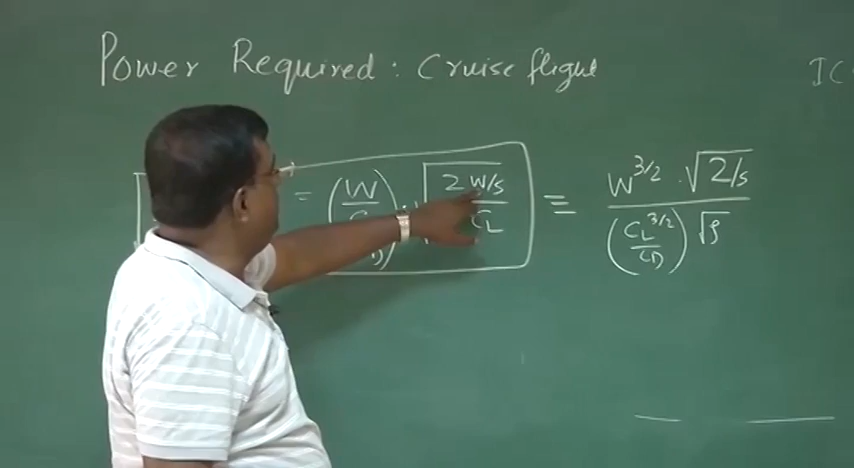 Power Required : Cruise flight
IC
= (W/C ) . √(2 W/S / CL) = W^3/2 . √(2/S) / (CL^3/2 / CD) √ρ